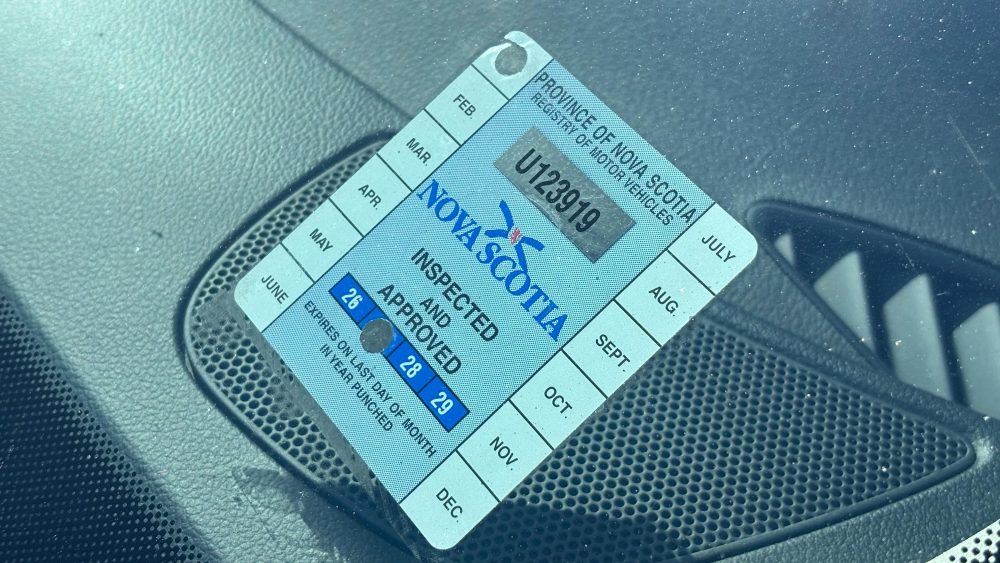 PROVINCE OF NOVA SCOTIA
REGISTRY OF MOTOR VEHICLES
U123919
NOVA SCOTIA
INSPECTED
AND
APPROVED
26 28 29
EXPIRES ON LAST DAY OF MONTH
IN YEAR PUNCHED
FEB.
MAR.
APR.
MAY
JUNE
JULY
AUG.
SEPT.
OCT.
NOV.
DEC.